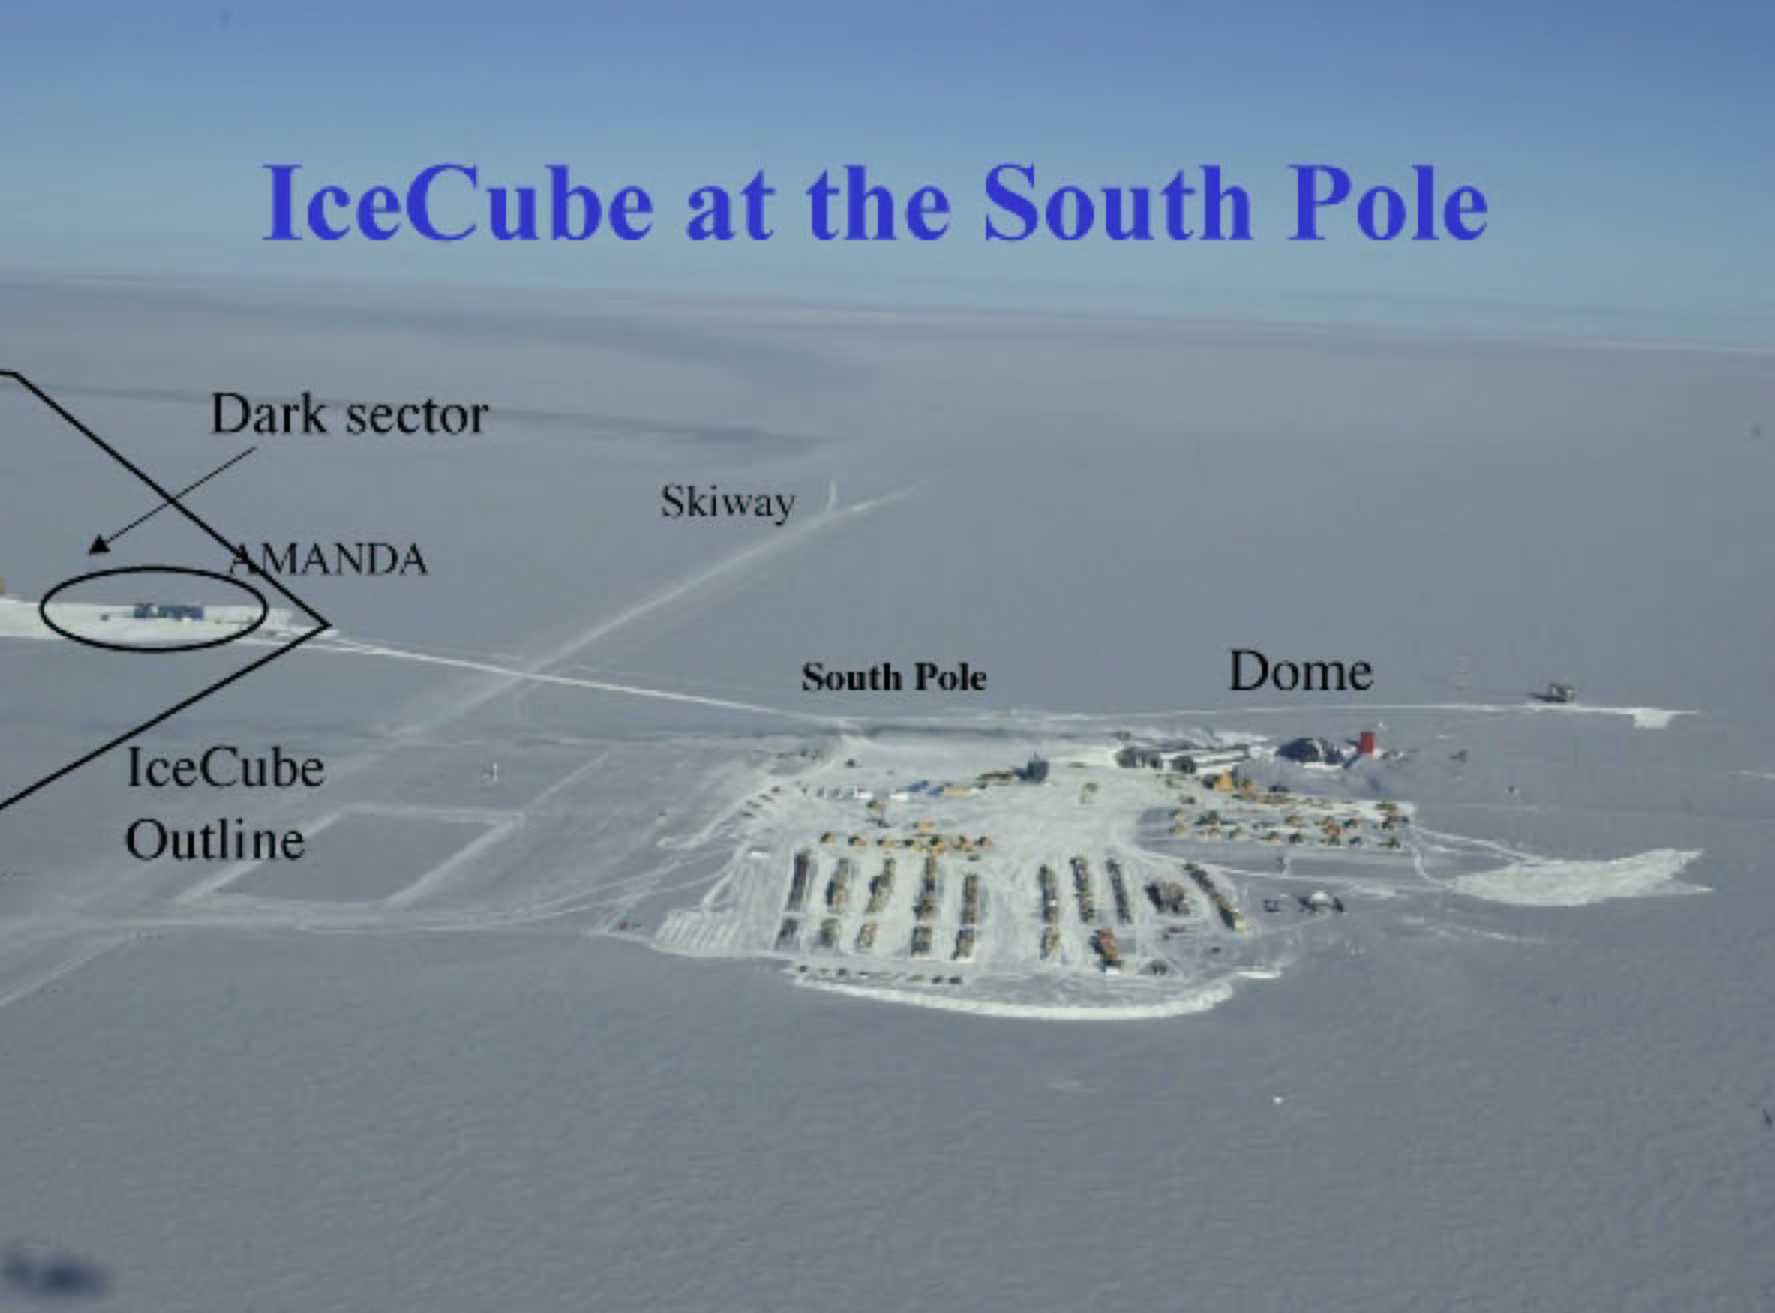 IceCube at the South Pole
Dark sector
Skiway
AMANDA
South Pole
Dome
IceCube
Outline